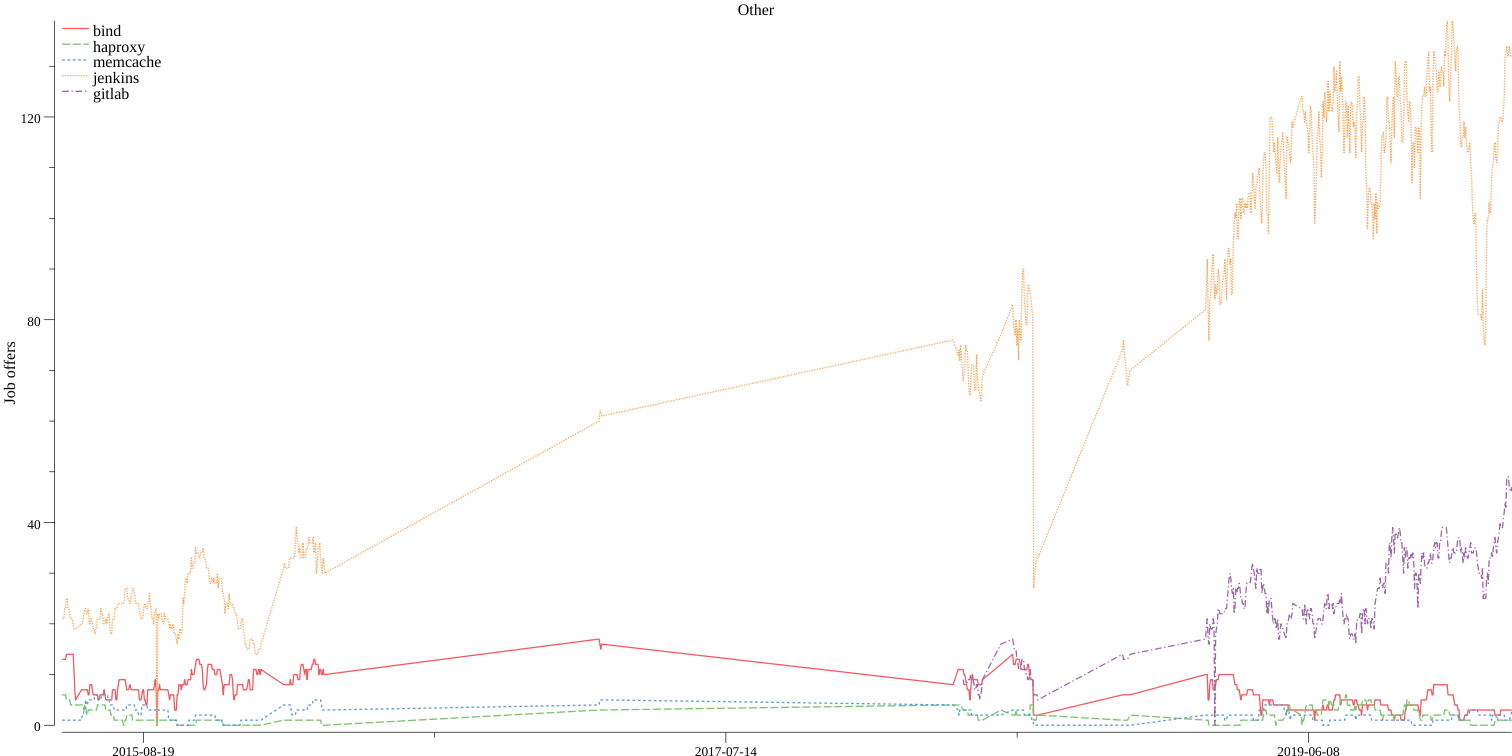 Other
bind
haproxy
memcache
jenkins
gitlab
Job offers
120
80
40
0
2015-08-19
2017-07-14
2019-06-08